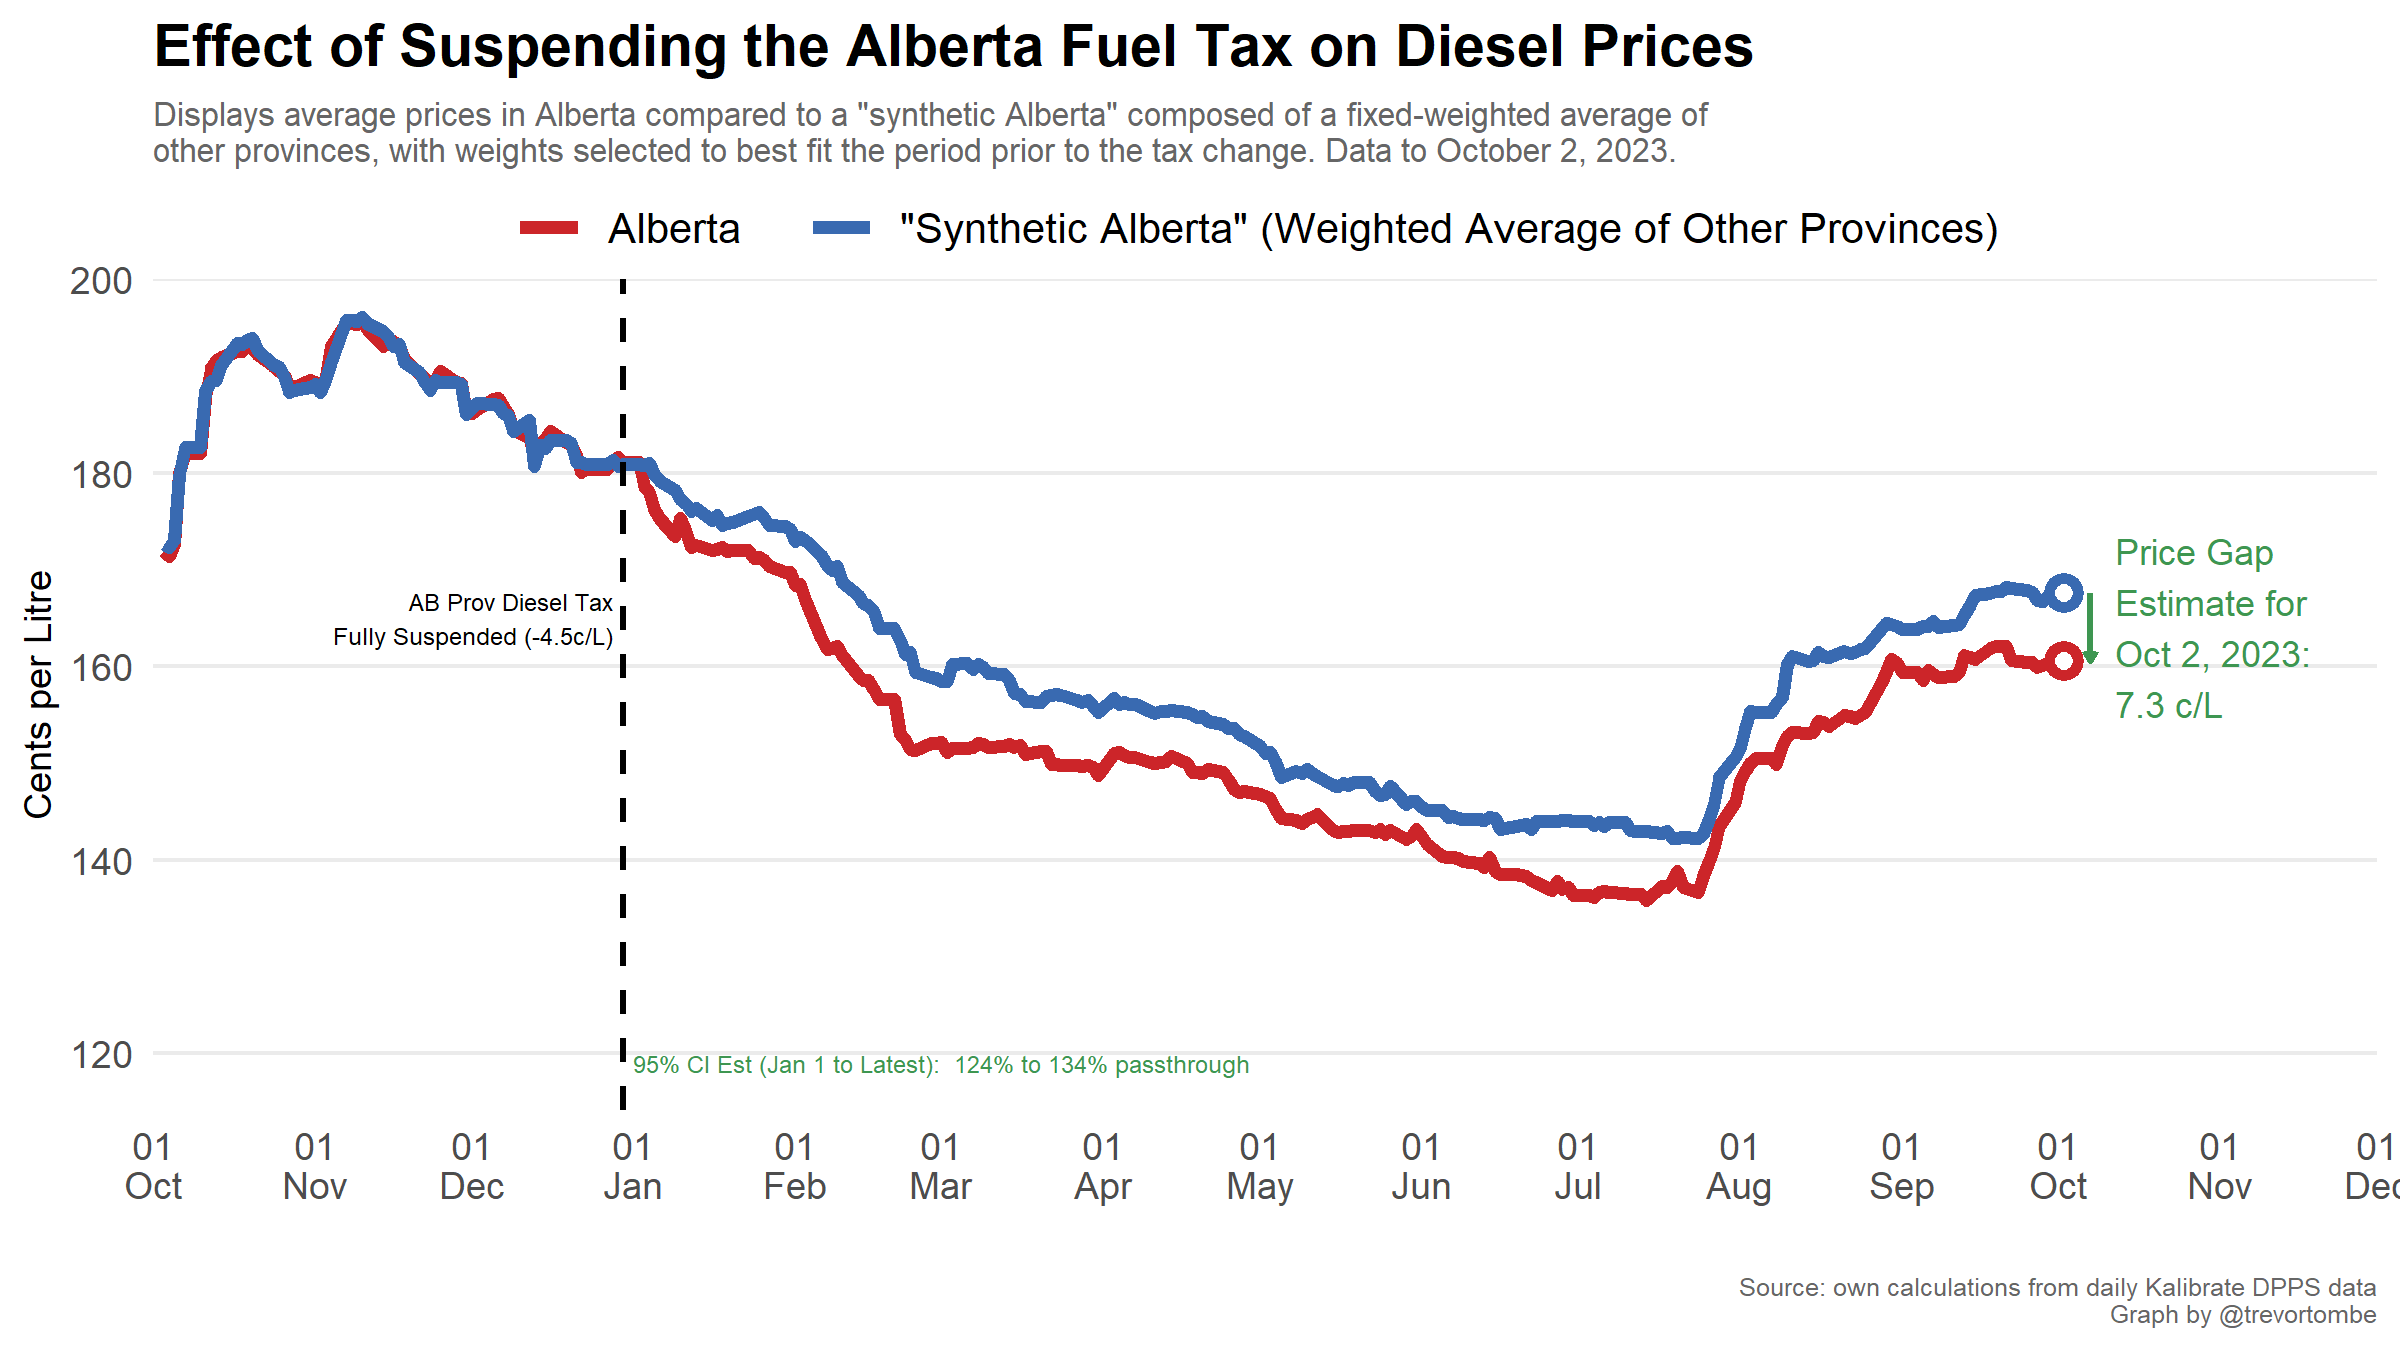 Effect of Suspending the Alberta Fuel Tax on Diesel Prices
Displays average prices in Alberta compared to a "synthetic Alberta" composed of a fixed-weighted average of
other provinces, with weights selected to best fit the period prior to the tax change. Data to October 2, 2023.
Alberta
"Synthetic Alberta" (Weighted Average of Other Provinces)
Cents per Litre
200
180
160
140
120
AB Prov Diesel Tax
Fully Suspended (-4.5c/L)
Price Gap
Estimate for
Oct 2, 2023:
7.3 c/L
95% CI Est (Jan 1 to Latest):  124% to 134% passthrough
01 01 01 01 01 01 01 01 01 01 01 01 01 01 01
Oct Nov Dec Jan Feb Mar Apr May Jun Jul Aug Sep Oct Nov Dec
Source: own calculations from daily Kalibrate DPPS data
Graph by @trevortombe